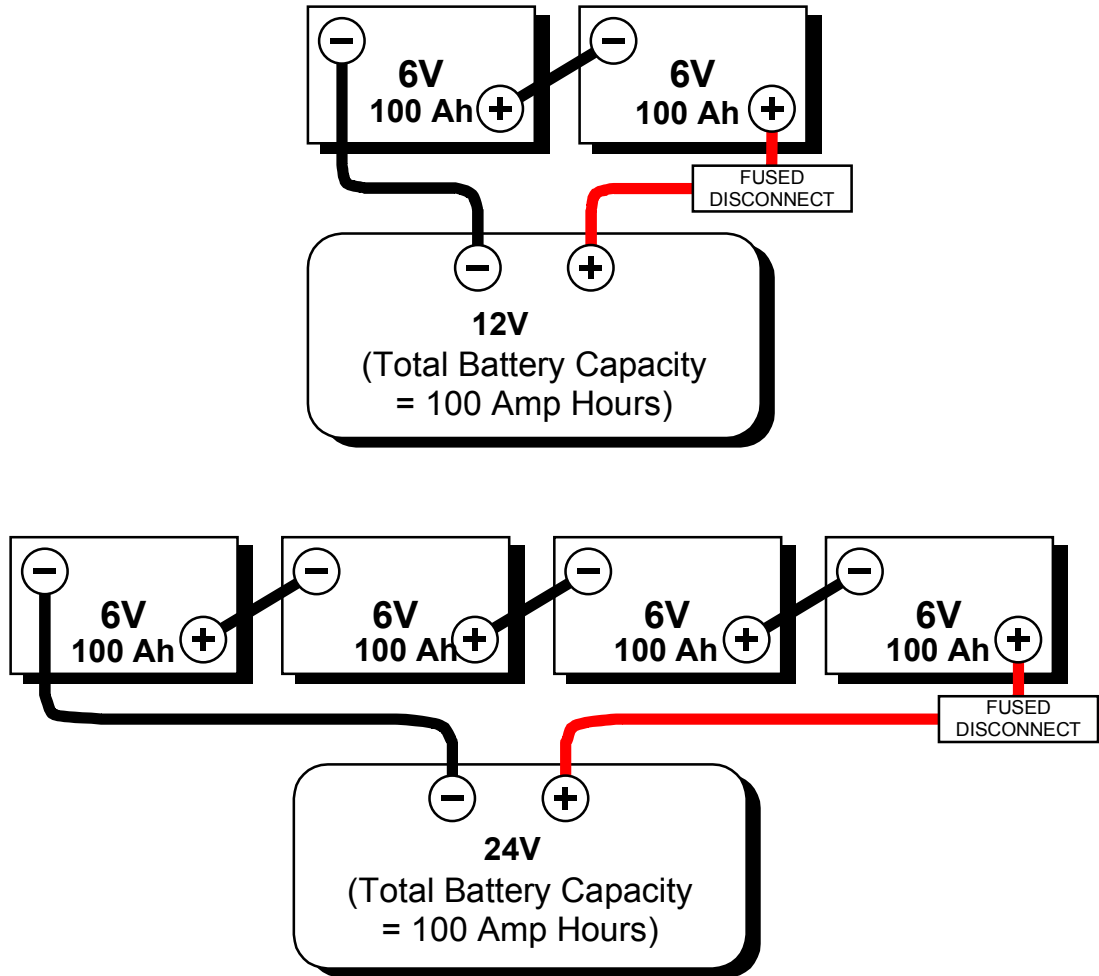 −
−
6V
6V
100 Ah
+
100 Ah
+
FUSED
DISCONNECT
−
+
12V
(Total Battery Capacity
= 100 Amp Hours)
−
−
−
−
6V
6V
6V
6V
100 Ah
+
100 Ah
+
100 Ah
+
100 Ah
+
FUSED
DISCONNECT
−
+
24V
(Total Battery Capacity
= 100 Amp Hours)